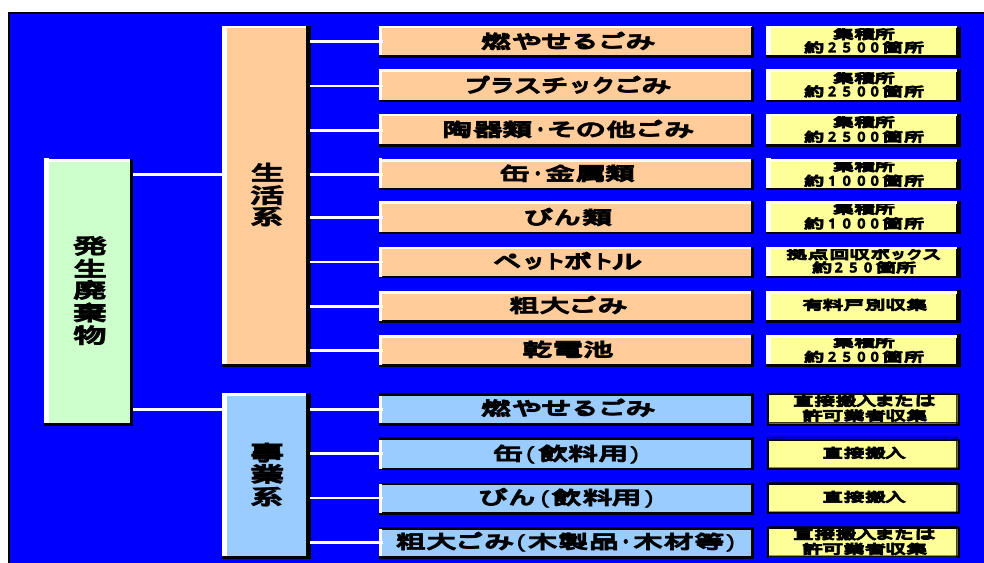 発生廃棄物
生活系
燃やせるごみ
集積所
約2500箇所
プラスチックごみ
集積所
約2500箇所
陶器類・その他ごみ
集積所
約2500箇所
缶・金属類
集積所
約1000箇所
びん類
集積所
約1000箇所
ペットボトル
拠点回収ボックス
約250箇所
粗大ごみ
有料戸別収集
乾電池
集積所
約2500箇所
事業系
燃やせるごみ
直接搬入または
許可業者収集
缶(飲料用)
直接搬入
びん(飲料用)
直接搬入
粗大ごみ(木製品・木材等)
直接搬入または
許可業者収集